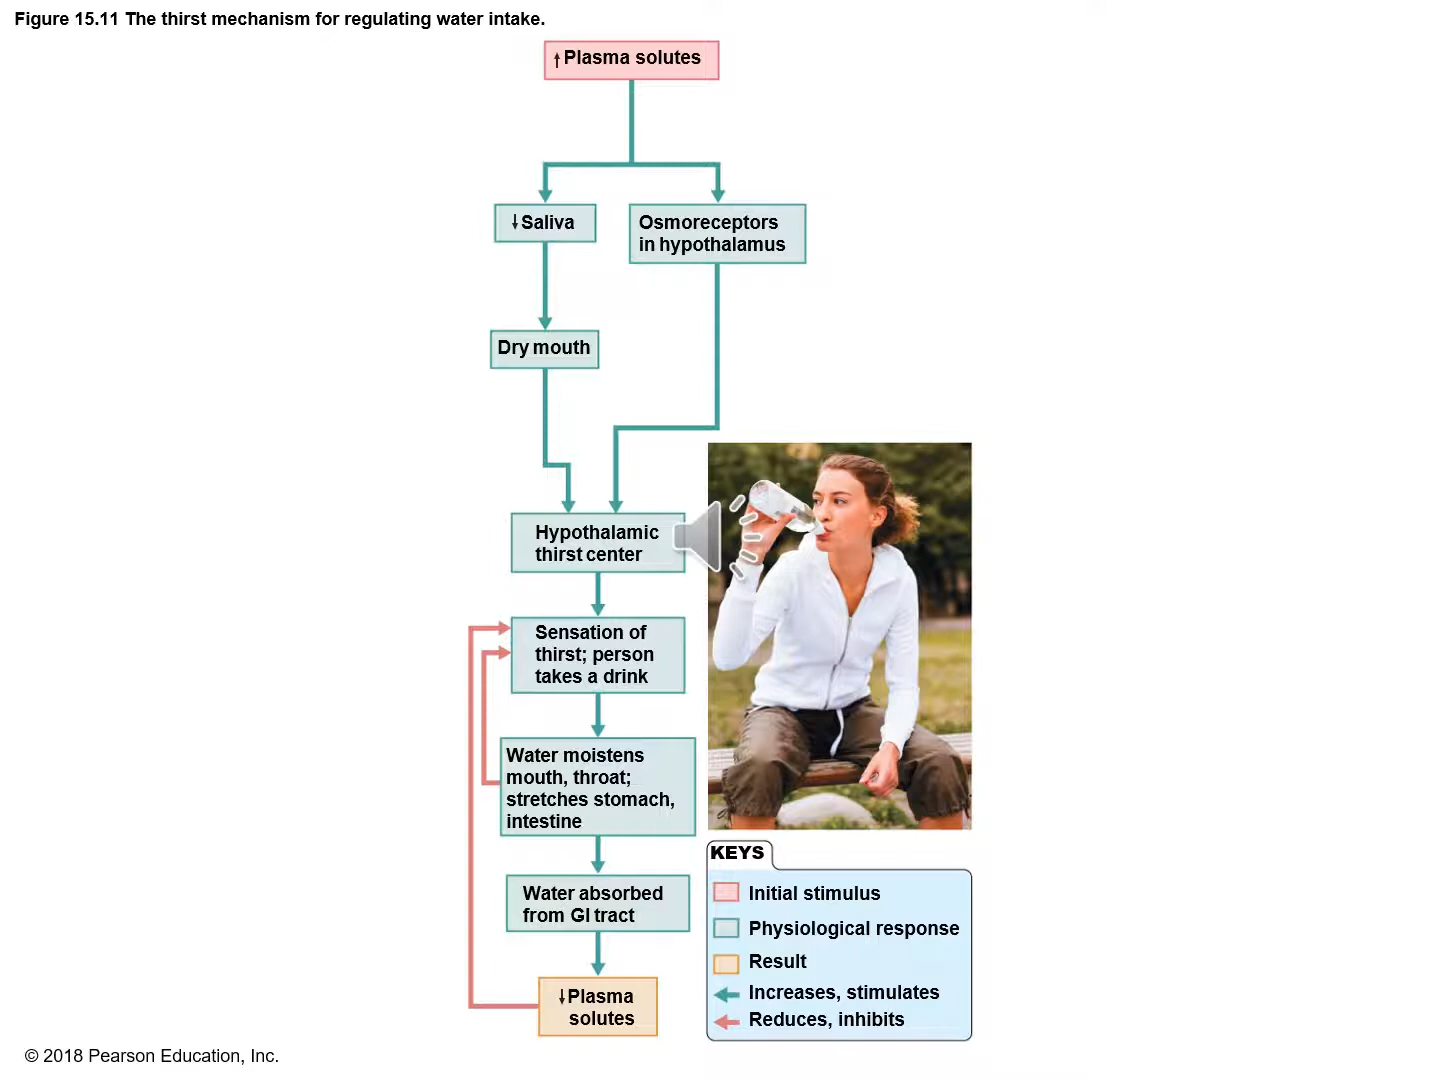 Figure 15.11 The thirst mechanism for regulating water intake.
↑ Plasma solutes
↓ Saliva
Osmoreceptors
in hypothalamus
Dry mouth
Hypothalamic
thirst center
Sensation of
thirst; person
takes a drink
Water moistens
mouth, throat;
stretches stomach,
intestine
Water absorbed
from GI tract
↓ Plasma
solutes
KEYS
Initial stimulus
Physiological response
Result
Increases, stimulates
Reduces, inhibits
© 2018 Pearson Education, Inc.